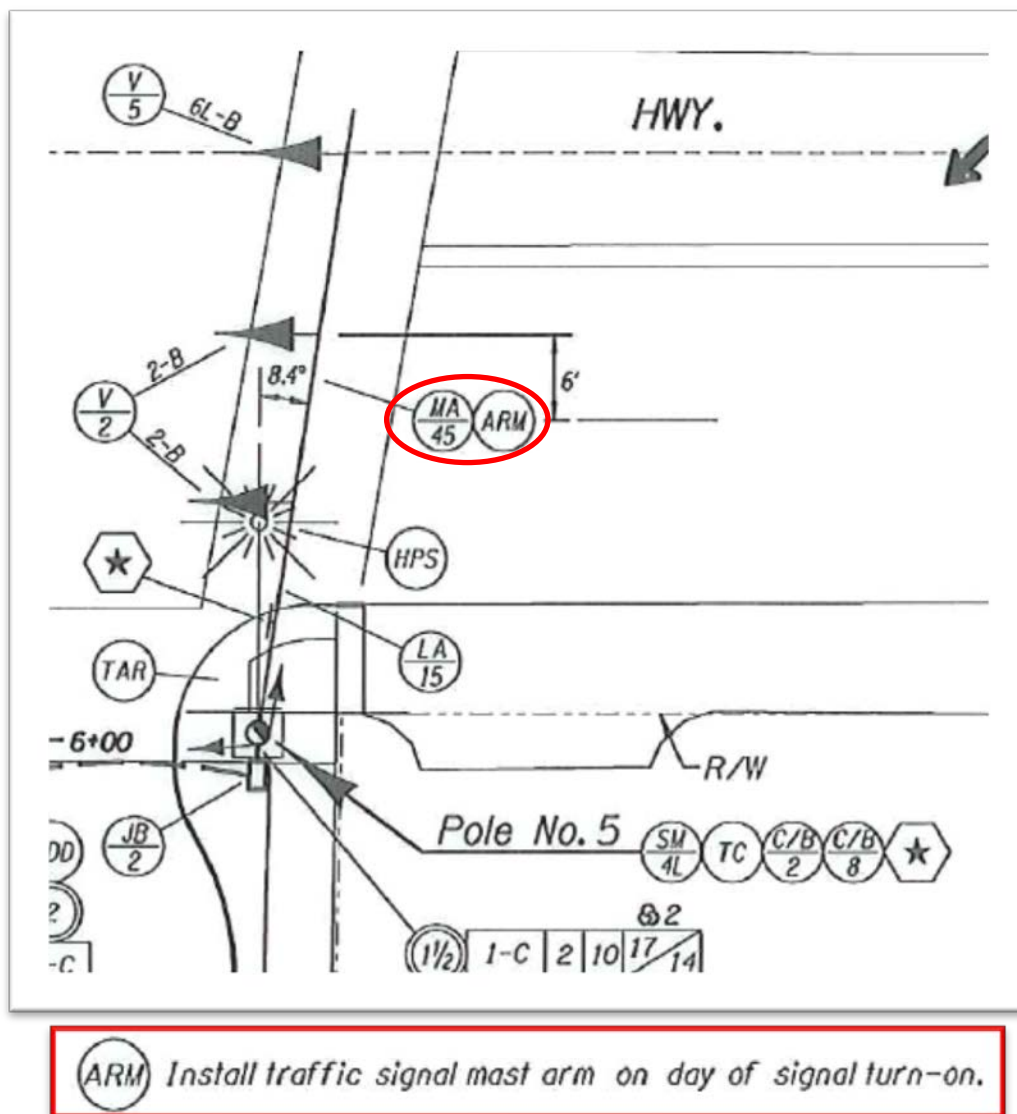 V
5
6L-B
HWY.
2-B
8.4°
6'
V
2
MA
45
ARM
2-B
HPS
TAR
LA
15
- 6+00
R/W
JB
2
Pole No. 5
SM
4L
TC
C/B
2
C/B
8
2
1½ 1-C 2 10 17/14
-C
ARM Install traffic signal mast arm on day of signal turn-on.